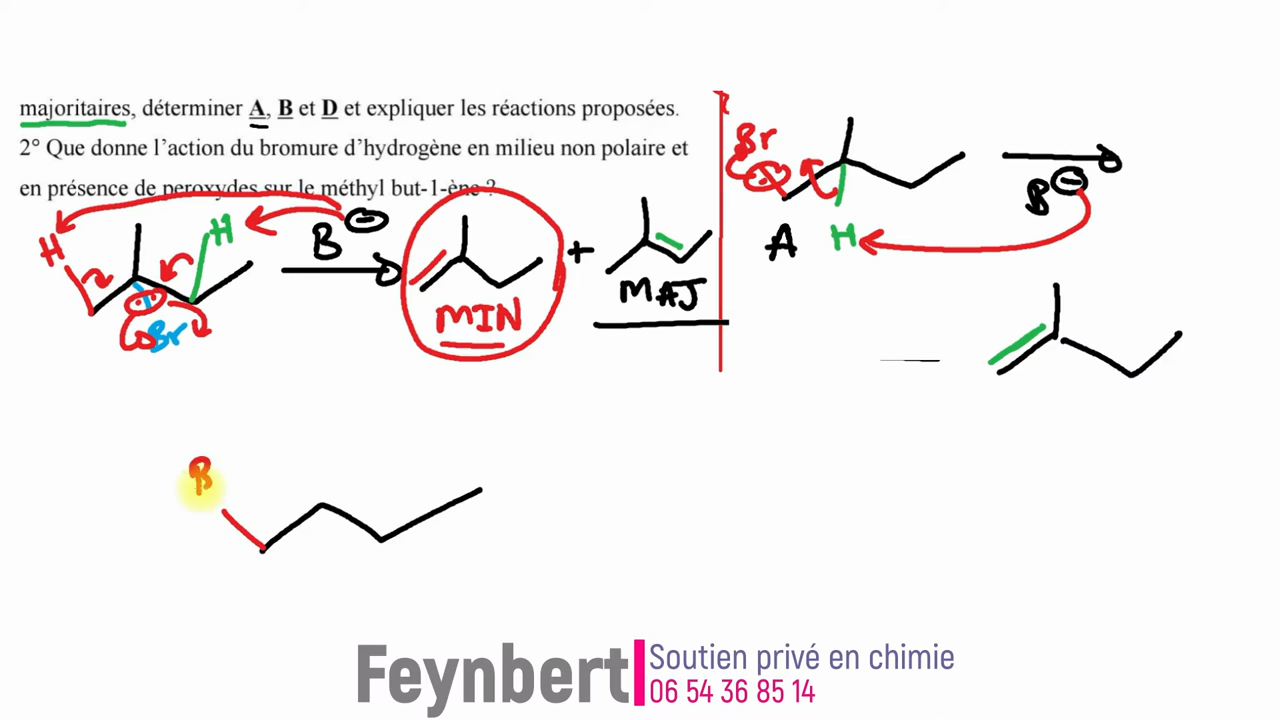 majoritaires, déterminer A, B et D et expliquer les réactions proposées.
2° Que donne l'action du bromure d'hydrogène en milieu non polaire et
en présence de peroxydes sur le méthyl but-1-ène ?
Br
H
H
B
+
B
Br
MIN
MAJ
A
H
B
Feynbert
Soutien privé en chimie
06 54 36 85 14